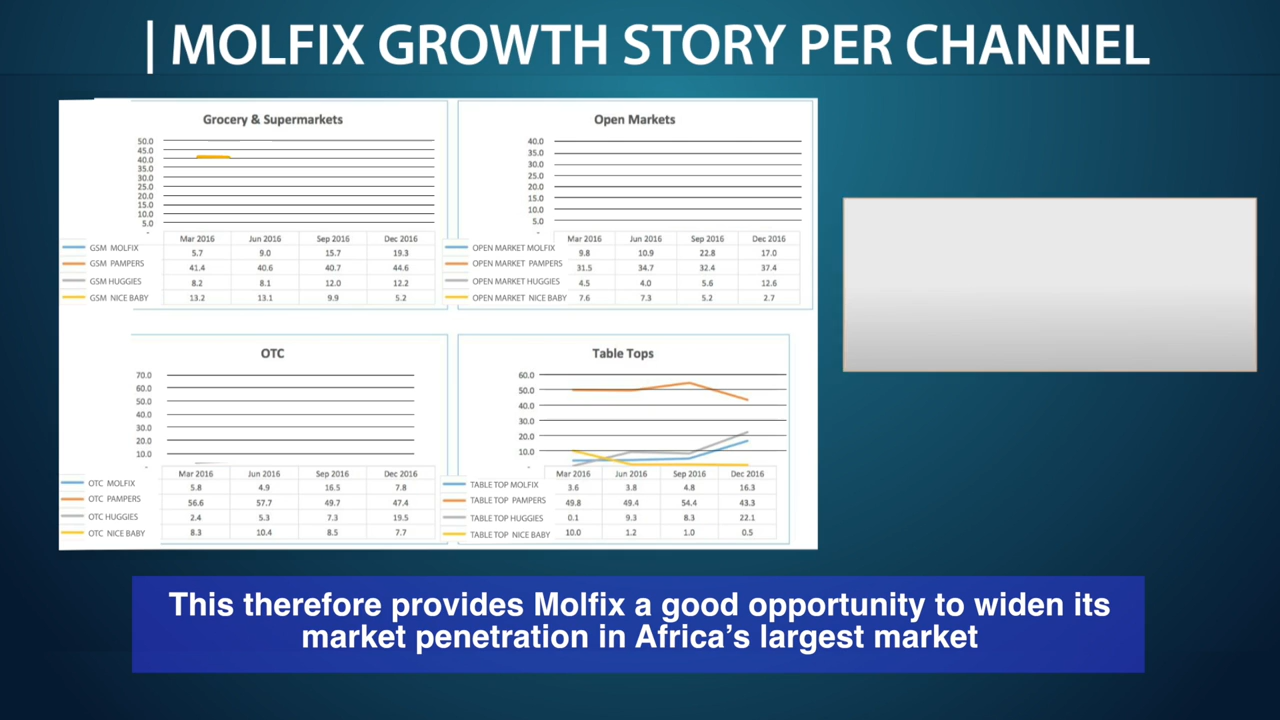 | MOLFIX GROWTH STORY PER CHANNEL
Grocery & Supermarkets
50.0
45.0
40.0
35.0
30.0
25.0
20.0
15.0
10.0
5.0
-
Mar 2016 Jun 2016 Sep 2016 Dec 2016
GSM MOLFIX 5.7 9.0 15.7 19.3
GSM PAMPERS 41.4 40.6 40.7 44.6
GSM HUGGIES 8.2 8.1 12.0 12.2
GSM NICE BABY 13.2 13.1 9.9 5.2
Open Markets
40.0
35.0
30.0
25.0
20.0
15.0
10.0
5.0
-
Mar 2016 Jun 2016 Sep 2016 Dec 2016
OPEN MARKET MOLFIX 9.8 10.9 22.8 17.0
OPEN MARKET PAMPERS 31.5 34.7 32.4 37.4
OPEN MARKET HUGGIES 4.5 4.0 5.6 12.6
OPEN MARKET NICE BABY 7.6 7.3 5.2 2.7
OTC
70.0
60.0
50.0
40.0
30.0
20.0
10.0
-
Mar 2016 Jun 2016 Sep 2016 Dec 2016
OTC MOLFIX 5.8 4.9 16.5 7.8
OTC PAMPERS 56.6 57.7 49.7 47.4
OTC HUGGIES 2.4 5.3 7.3 19.5
OTC NICE BABY 8.3 10.4 8.5 7.7
Table Tops
60.0
50.0
40.0
30.0
20.0
10.0
-
Mar 2016 Jun 2016 Sep 2016 Dec 2016
TABLE TOP MOLFIX 3.6 3.8 4.8 16.3
TABLE TOP PAMPERS 49.8 49.4 54.4 43.3
TABLE TOP HUGGIES 0.1 9.3 8.3 22.1
TABLE TOP NICE BABY 10.0 1.2 1.0 0.5
This therefore provides Molfix a good opportunity to widen its
market penetration in Africa’s largest market